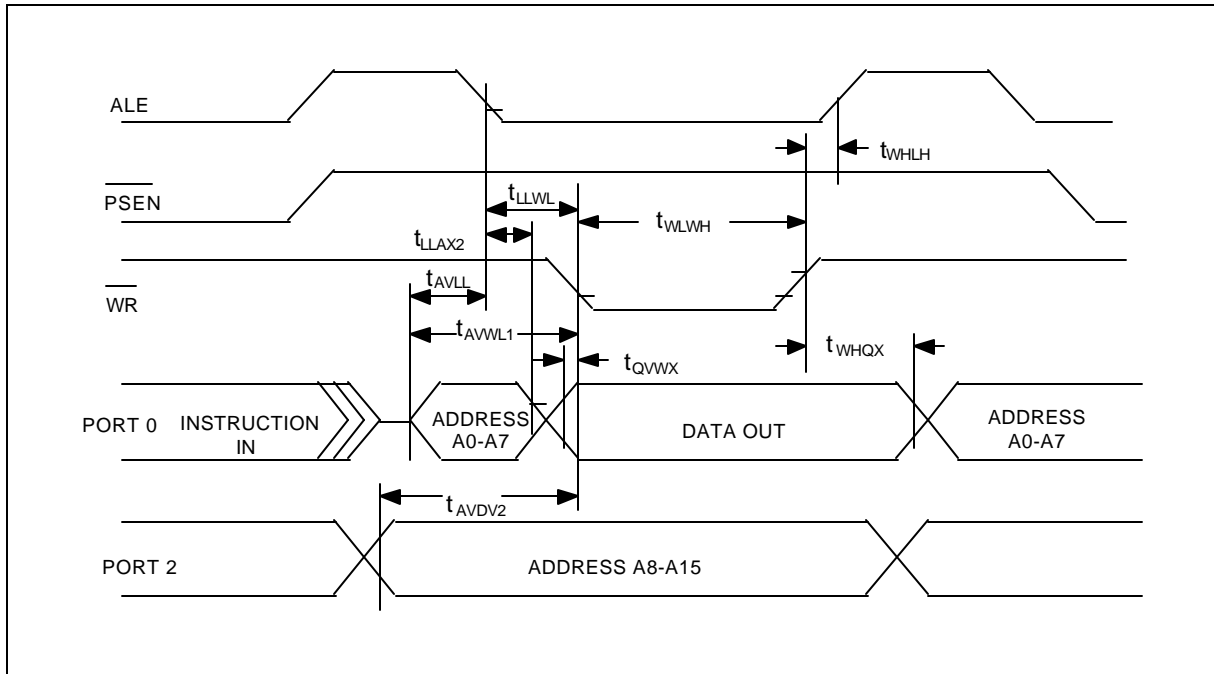 ALE
tWHLH
PSEN
tLLWL
tWLWH
tLLAX2
tAVLL
WR
tAVWL1
tWHQX
tQVWX
PORT 0
INSTRUCTION
IN
ADDRESS
A0-A7
DATA OUT
ADDRESS
A0-A7
tAVDV2
PORT 2
ADDRESS A8-A15